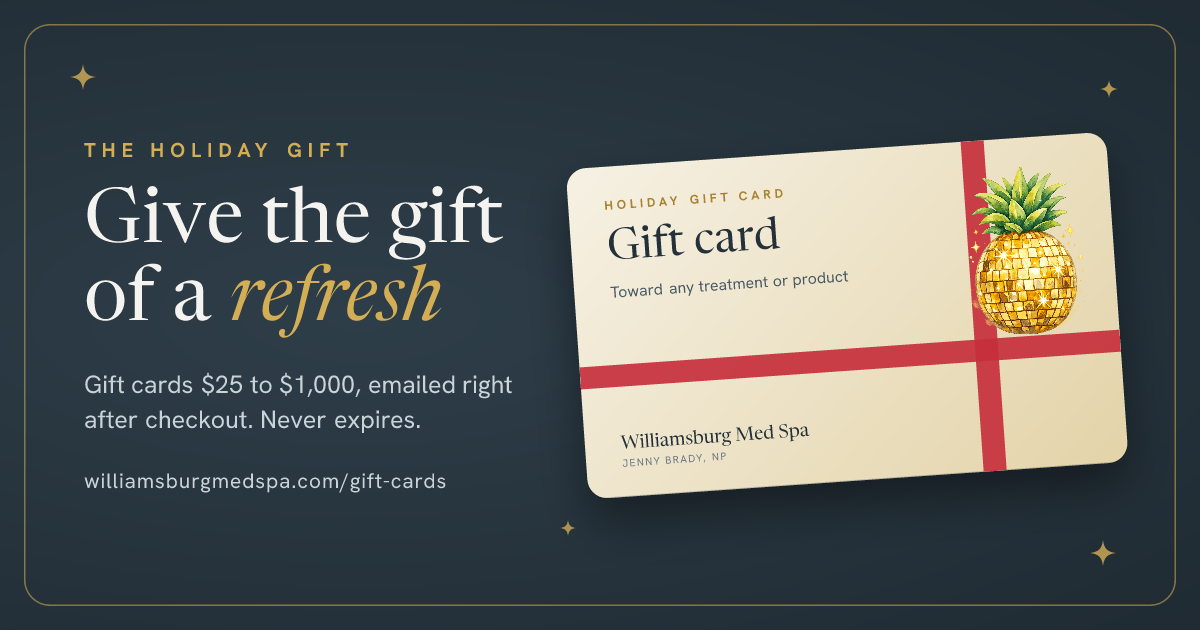 THE HOLIDAY GIFT
Give the gift
of a refresh
Gift cards $25 to $1,000, emailed right
after checkout. Never expires.
williamsburgmedspa.com/gift-cards
HOLIDAY GIFT CARD
Gift card
Toward any treatment or product
Williamsburg Med Spa
JENNY BRADY, NP